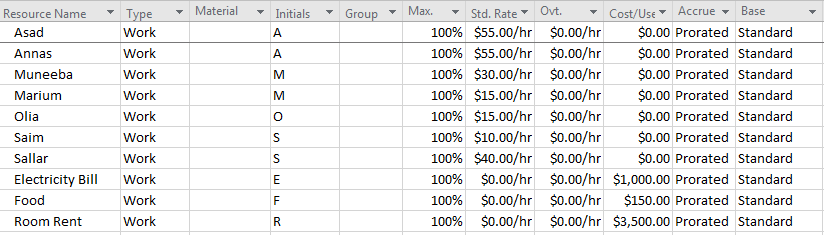 Resource Name Type Material Initials Group Max. Std. Rate Ovt. Cost/Use Accrue Base
Asad Work A 100% $55.00/hr $0.00/hr $0.00 Prorated Standard
Annas Work A 100% $55.00/hr $0.00/hr $0.00 Prorated Standard
Muneeba Work M 100% $30.00/hr $0.00/hr $0.00 Prorated Standard
Marium Work M 100% $15.00/hr $0.00/hr $0.00 Prorated Standard
Olia Work O 100% $15.00/hr $0.00/hr $0.00 Prorated Standard
Saim Work S 100% $10.00/hr $0.00/hr $0.00 Prorated Standard
Sallar Work S 100% $40.00/hr $0.00/hr $0.00 Prorated Standard
Electricity Bill Work E 100% $0.00/hr $0.00/hr $1,000.00 Prorated Standard
Food Work F 100% $0.00/hr $0.00/hr $150.00 Prorated Standard
Room Rent Work R 100% $0.00/hr $0.00/hr $3,500.00 Prorated Standard